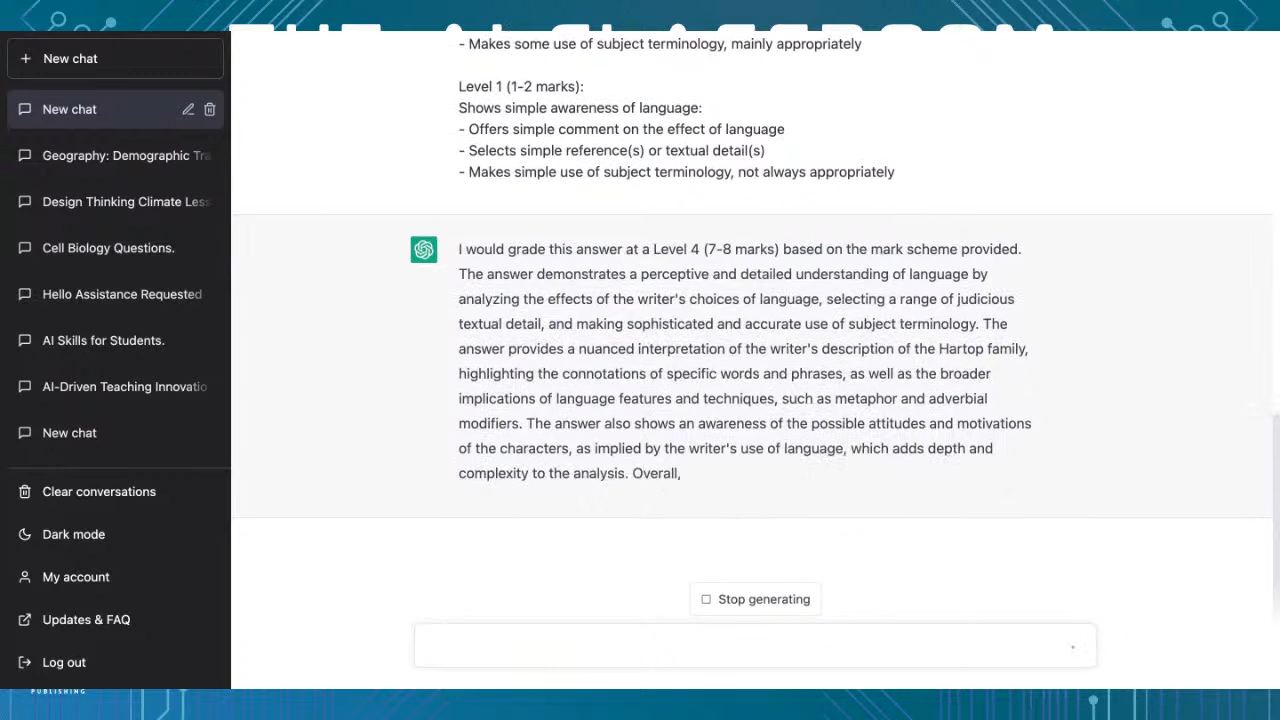 New chat
New chat
Geography: Demographic Tra
Design Thinking Climate Less
Cell Biology Questions.
Hello Assistance Requested
AI Skills for Students.
AI-Driven Teaching Innovatio
New chat
Clear conversations
Dark mode
My account
Updates & FAQ
Log out
PUBLISHING
- Makes some use of subject terminology, mainly appropriately
Level 1 (1-2 marks):
Shows simple awareness of language:
- Offers simple comment on the effect of language
- Selects simple reference(s) or textual detail(s)
- Makes simple use of subject terminology, not always appropriately
I would grade this answer at a Level 4 (7-8 marks) based on the mark scheme provided.
The answer demonstrates a perceptive and detailed understanding of language by
analyzing the effects of the writer's choices of language, selecting a range of judicious
textual detail, and making sophisticated and accurate use of subject terminology. The
answer provides a nuanced interpretation of the writer's description of the Hartop family,
highlighting the connotations of specific words and phrases, as well as the broader
implications of language features and techniques, such as metaphor and adverbial
modifiers. The answer also shows an awareness of the possible attitudes and motivations
of the characters, as implied by the writer's use of language, which adds depth and
complexity to the analysis. Overall,
Stop generating